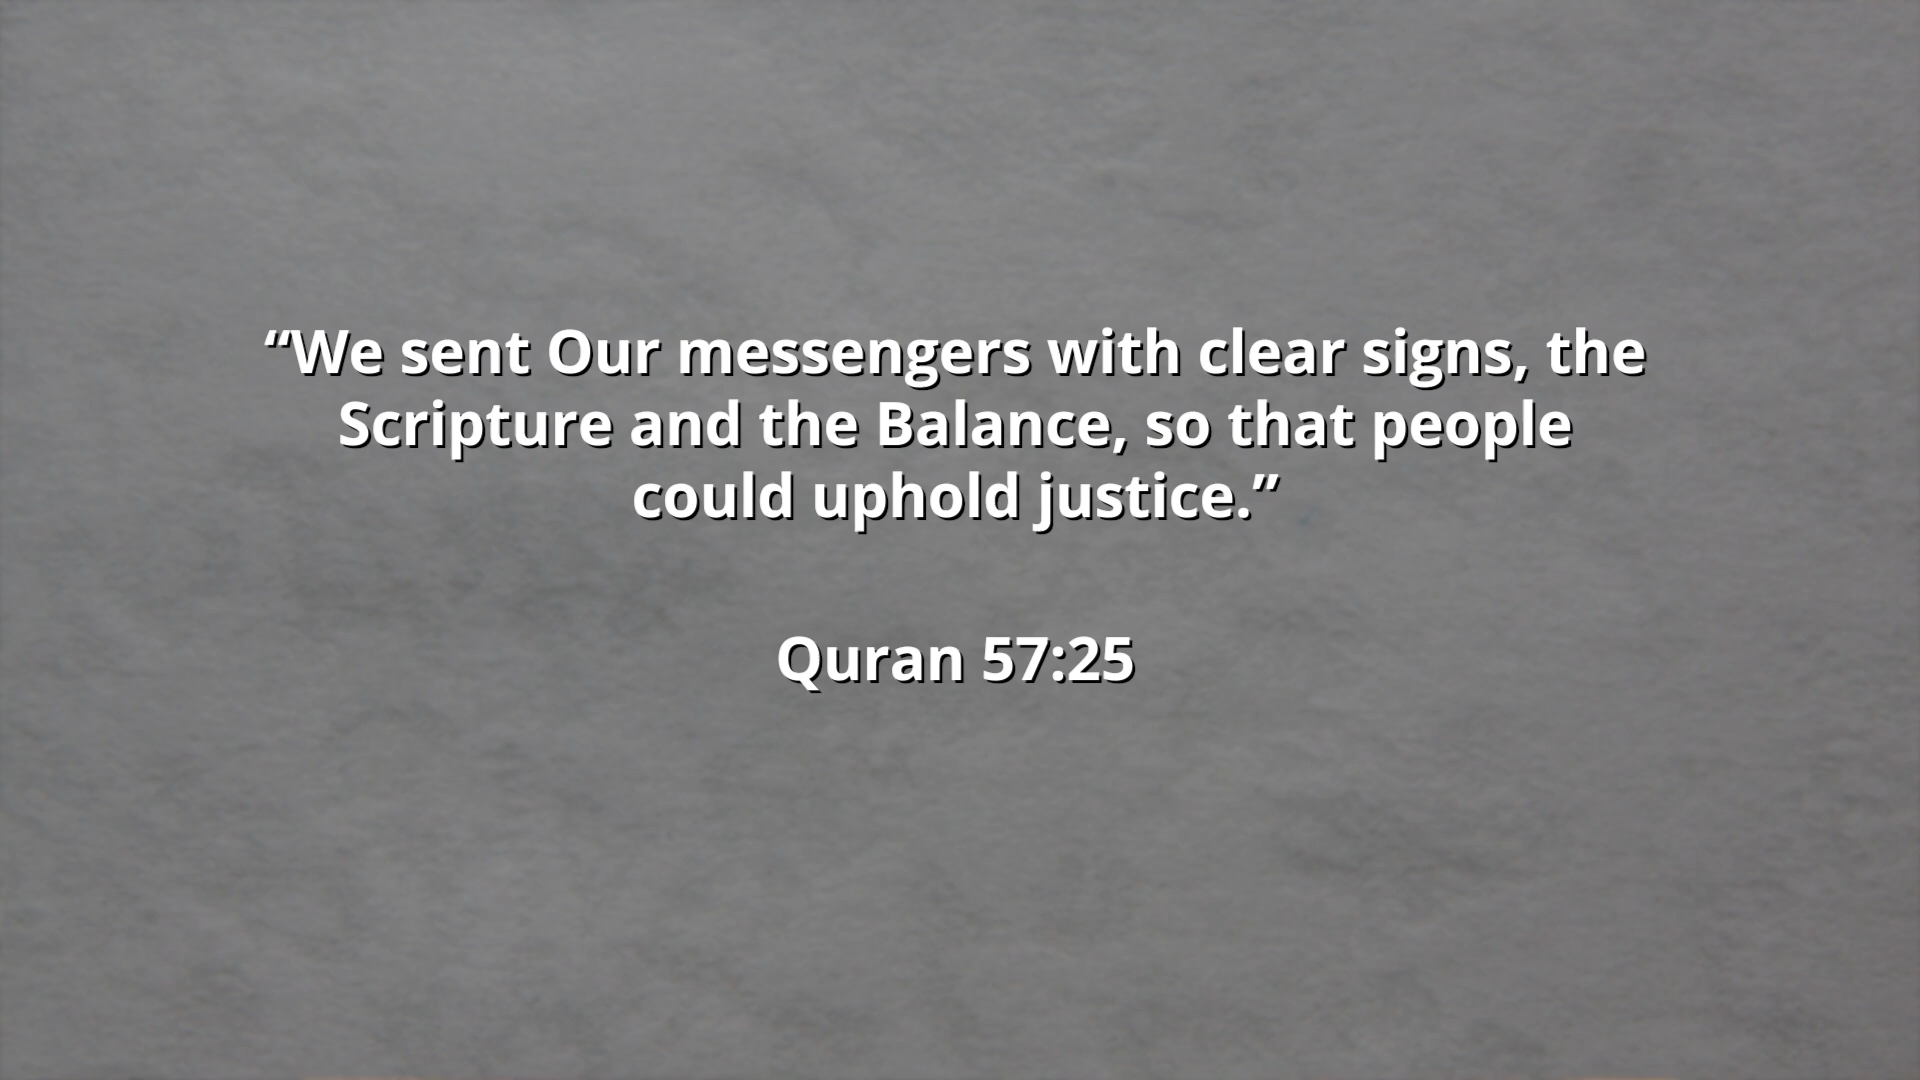 “We sent Our messengers with clear signs, the
Scripture and the Balance, so that people
could uphold justice.”
Quran 57:25